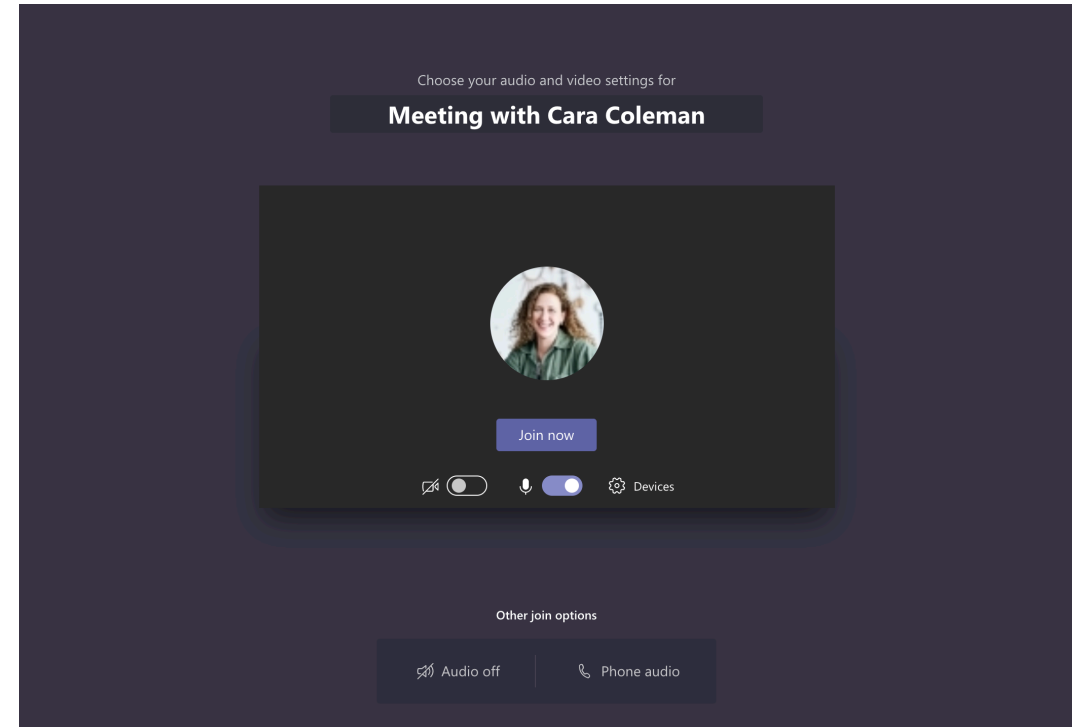 Choose your audio and video settings for
Meeting with Cara Coleman
Join now
Devices
Other join options
Audio off
Phone audio